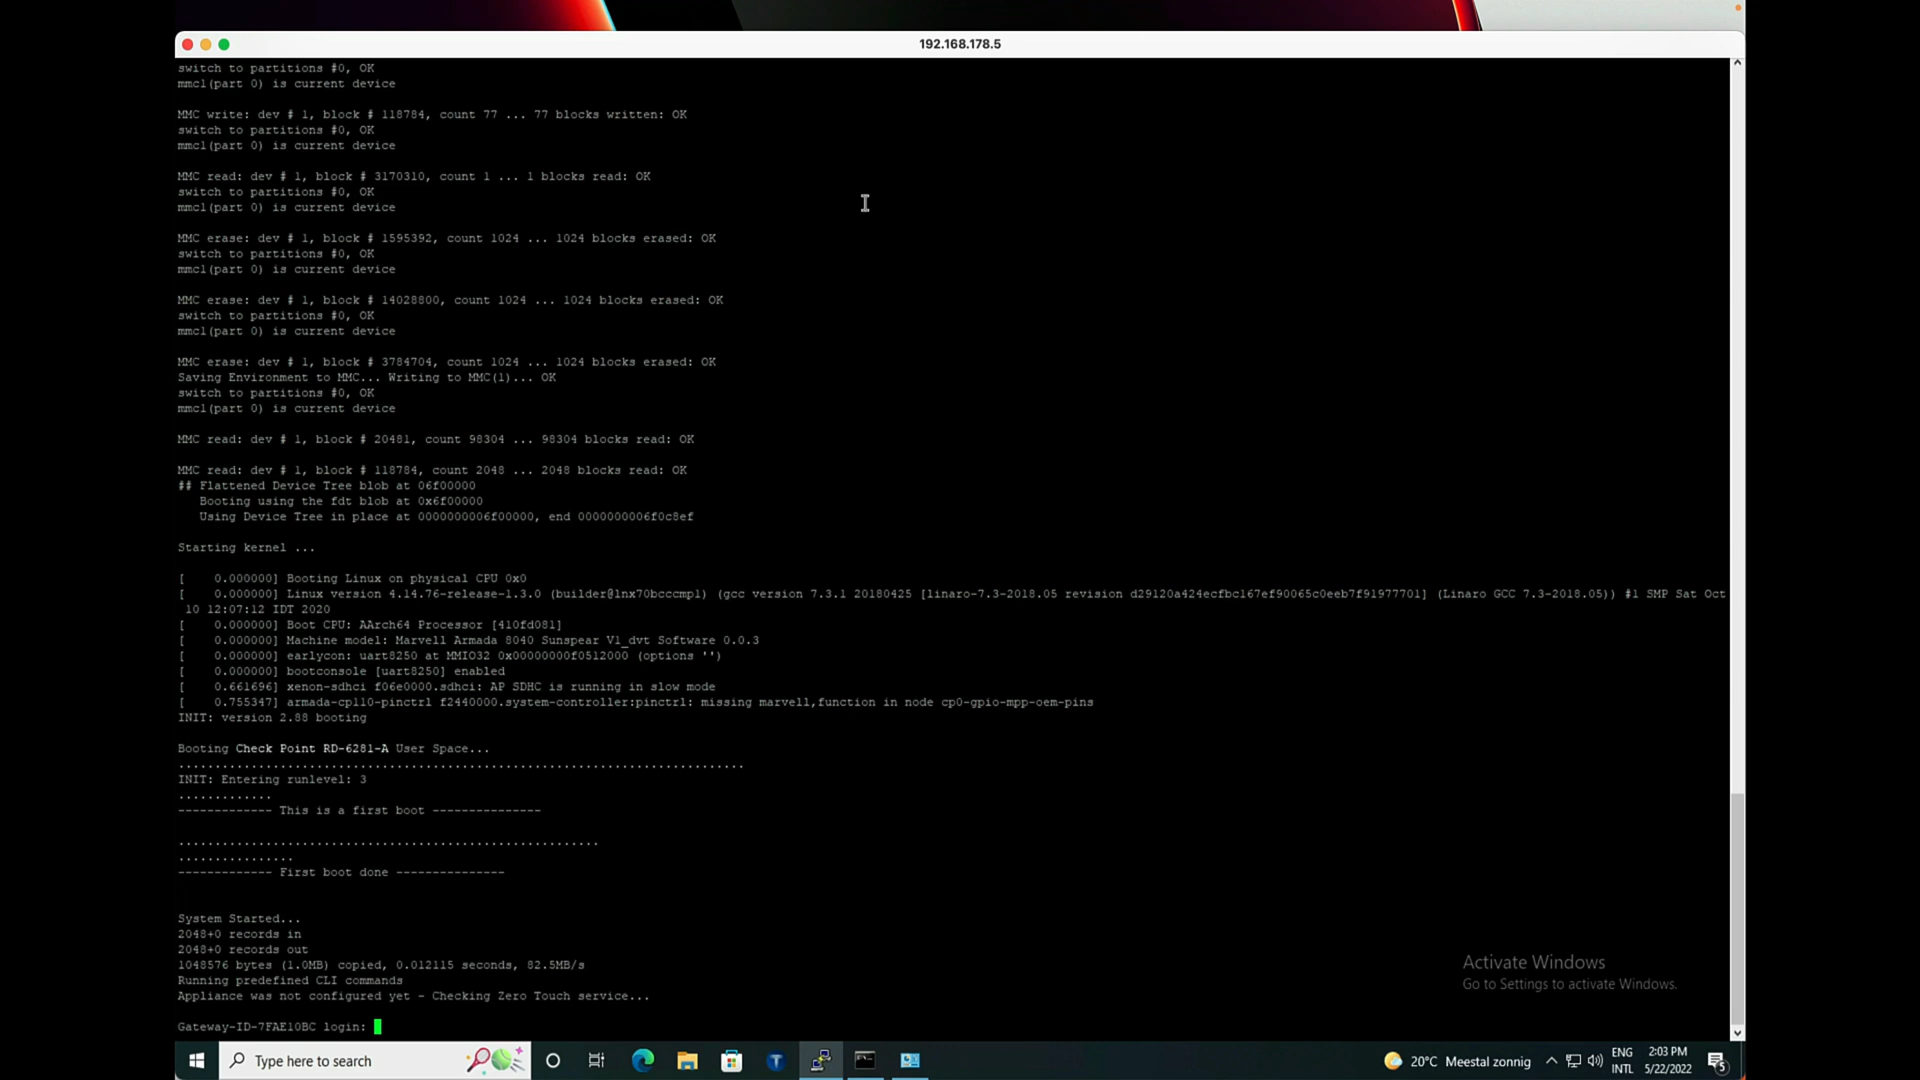 192.168.178.5
switch to partitions #0, OK
mmc1(part 0) is current device
MMC write: dev # 1, block # 118784, count 77 ... 77 blocks written: OK
switch to partitions #0, OK
mmc1(part 0) is current device
MMC read: dev # 1, block # 3170310, count 1 ... 1 blocks read: OK
switch to partitions #0, OK
mmc1(part 0) is current device
MMC erase: dev # 1, block # 1595392, count 1024 ... 1024 blocks erased: OK
switch to partitions #0, OK
mmc1(part 0) is current device
MMC erase: dev # 1, block # 14028800, count 1024 ... 1024 blocks erased: OK
switch to partitions #0, OK
mmc1(part 0) is current device
MMC erase: dev # 1, block # 3784704, count 1024 ... 1024 blocks erased: OK
Saving Environment to MMC... Writing to MMC(1)... OK
switch to partitions #0, OK
mmc1(part 0) is current device
MMC read: dev # 1, block # 20481, count 98304 ... 98304 blocks read: OK
MMC read: dev # 1, block # 118784, count 2048 ... 2048 blocks read: OK
## Flattened Device Tree blob at 06f00000
Booting using the fdt blob at 0x6f00000
Using Device Tree in place at 0000000006f00000, end 0000000006f0c8ef
Starting kernel ...
[    0.000000] Booting Linux on physical CPU 0x0
[    0.000000] Linux version 4.14.76-release-1.3.0 (builder@lnx70bcccmp1) (gcc version 7.3.1 20180425 [linaro-7.3-2018.05 revision d29120a424ecfbc167ef90065c0eeb7f91977701] (Linaro GCC 7.3-2018.05)) #1 SMP Sat Oct
10 12:07:12 IDT 2020
[    0.000000] Boot CPU: AArch64 Processor [410fd081]
[    0.000000] Machine model: Marvell Armada 8040 Sunspear V1_dvt Software 0.0.3
[    0.000000] earlycon: uart8250 at MMIO32 0x00000000f0512000 (options '')
[    0.000000] bootconsole [uart8250] enabled
[    0.661696] xenon-sdhci f06e0000.sdhci: AP SDHC is running in slow mode
[    0.755347] armada-cp110-pinctrl f2440000.system-controller:pinctrl: missing marvell,function in node cp0-gpio-mpp-oem-pins
INIT: version 2.88 booting
Booting Check Point RD-6281-A User Space...
..............................................................................
INIT: Entering runlevel: 3
.............
------------- This is a first boot ---------------
..........................................................
................
------------- First boot done ---------------
System Started...
2048+0 records in
2048+0 records out
1048576 bytes (1.0MB) copied, 0.012115 seconds, 82.5MB/s
Running predefined CLI commands
Appliance was not configured yet - Checking Zero Touch service...
Gateway-ID-7FAE10BC login:
Activate Windows
Go to Settings to activate Windows.
Type here to search
T
20°C Meestal zonnig
ENG
INTL
2:03 PM
5/22/2022
5